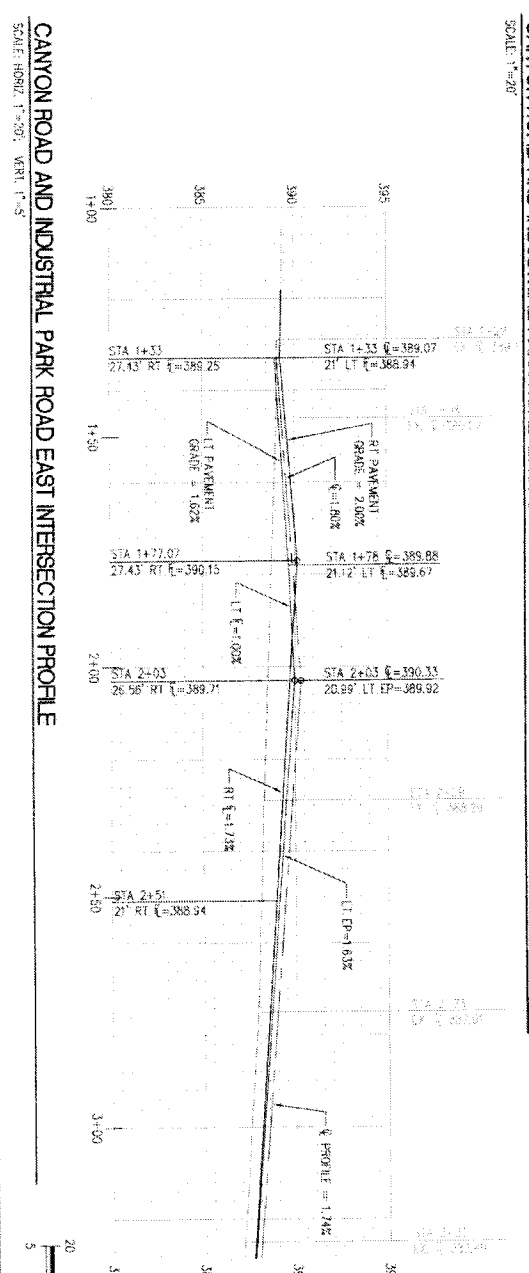 SCALE: 1"=20'
395
390
385
380
1+00
1+50
2+00
2+50
3+00
STA 1+33 ℄=389.07
21' LT ℄=388.94
STA 1+33
27.43' RT ℄=389.25
RT PAVEMENT
GRADE = 2.00%
℄=1.80%
LT PAVEMENT
GRADE = 1.62%
STA 1+78 ℄=389.88
21.12' LT ℄=389.67
STA 1+77.07
27.43' RT ℄=390.15
LT ℄=1.00%
STA 2+03 ℄=390.33
20.99' LT EP=389.92
STA 2+03
26.56' RT ℄=389.71
RT ℄=1.73%
LT EP=1.63%
STA 2+51
21' RT ℄=388.94
℄ PROFILE = 1.74%
20
5
CANYON ROAD AND INDUSTRIAL PARK ROAD EAST INTERSECTION PROFILE
SCALE: HORIZ. 1"=20'; VERT. 1"=5'